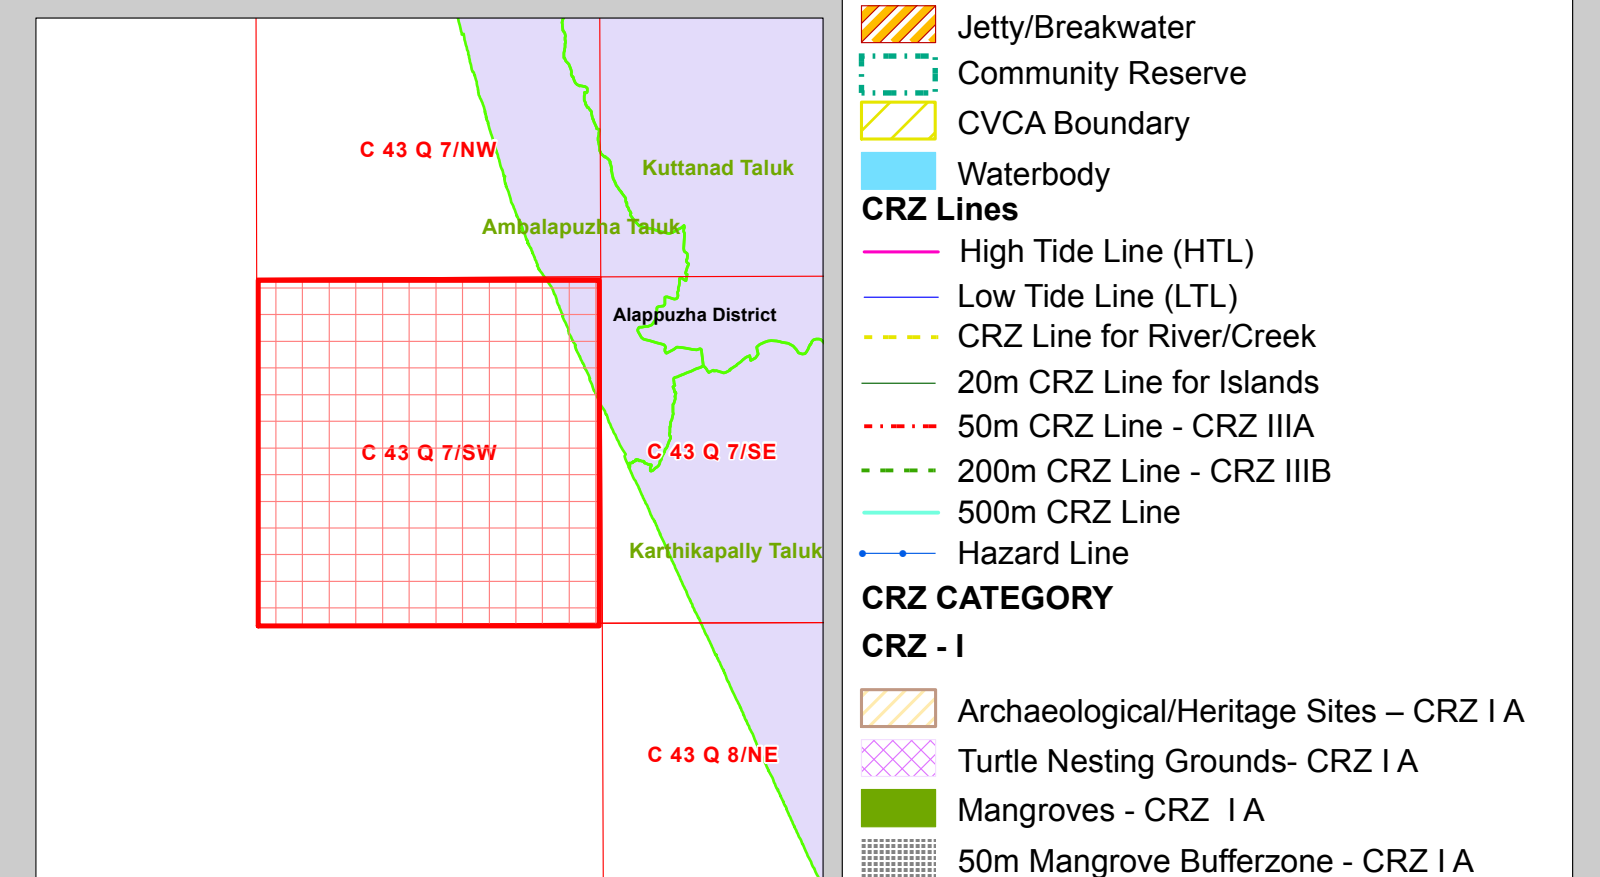 C 43 Q 7/NW
Kuttanad Taluk
Ambalapuzha Taluk
Alappuzha District
C 43 Q 7/SW
C 43 Q 7/SE
Karthikapally Taluk
C 43 Q 8/NE
Jetty/Breakwater
Community Reserve
CVCA Boundary
Waterbody
CRZ Lines
High Tide Line (HTL)
Low Tide Line (LTL)
CRZ Line for River/Creek
20m CRZ Line for Islands
50m CRZ Line - CRZ IIIA
200m CRZ Line - CRZ IIIB
500m CRZ Line
Hazard Line
CRZ CATEGORY
CRZ - I
Archaeological/Heritage Sites – CRZ I A
Turtle Nesting Grounds- CRZ I A
Mangroves - CRZ I A
50m Mangrove Bufferzone - CRZ I A